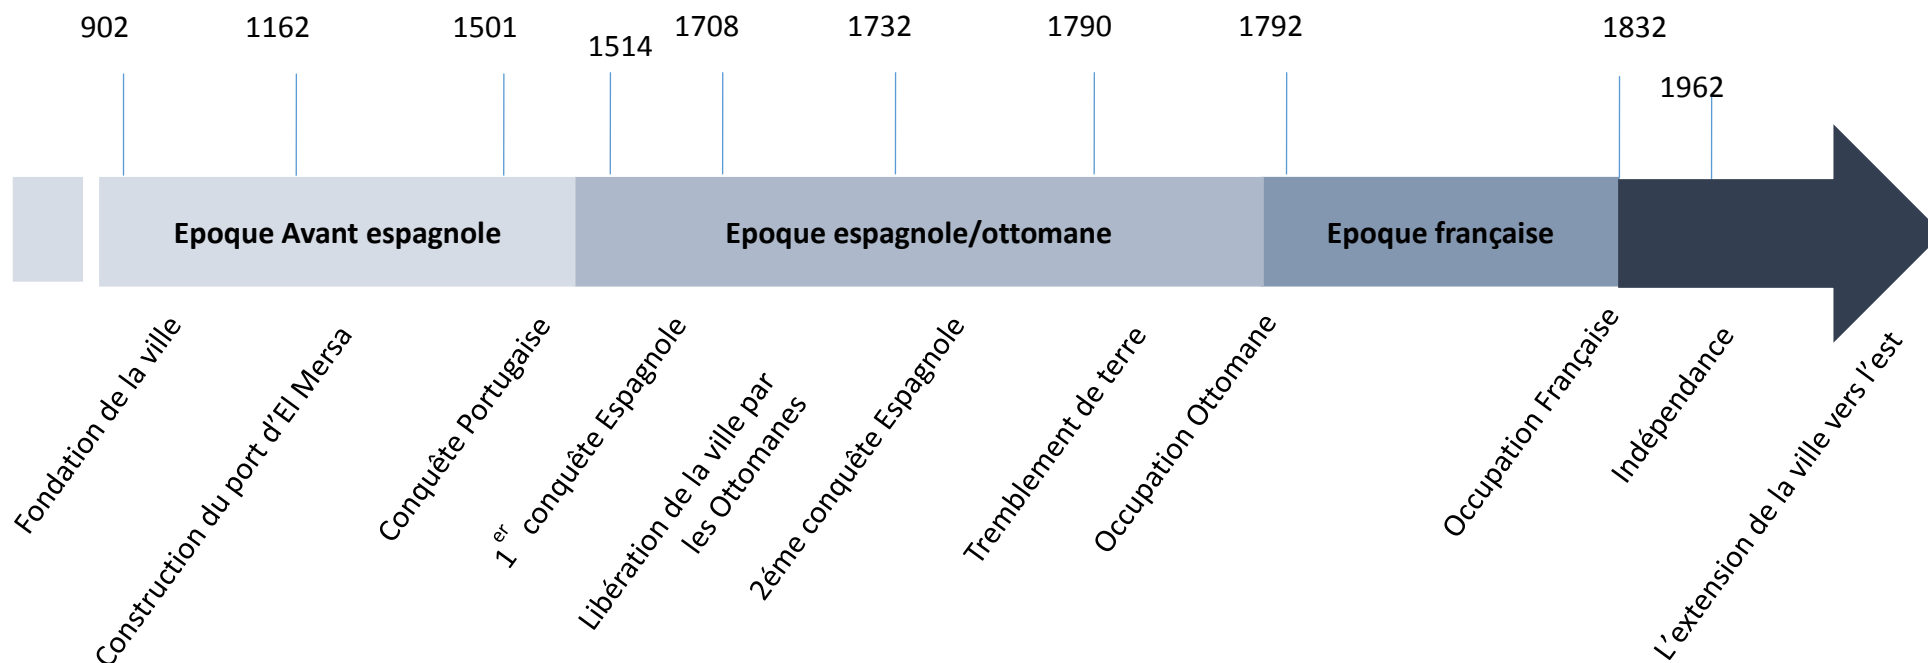 902
1162
1501
1514
1708
1732
1790
1792
1832
1962
Epoque Avant espagnole
Epoque espagnole/ottomane
Epoque française
Fondation de la ville
Construction du port d’El Mersa
Conquête Portugaise
1er conquête Espagnole
Libération de la ville par
les Ottomanes
2éme conquête Espagnole
Tremblement de terre
Occupation Ottomane
Occupation Française
Indépendance
L’extension de la ville vers l’est